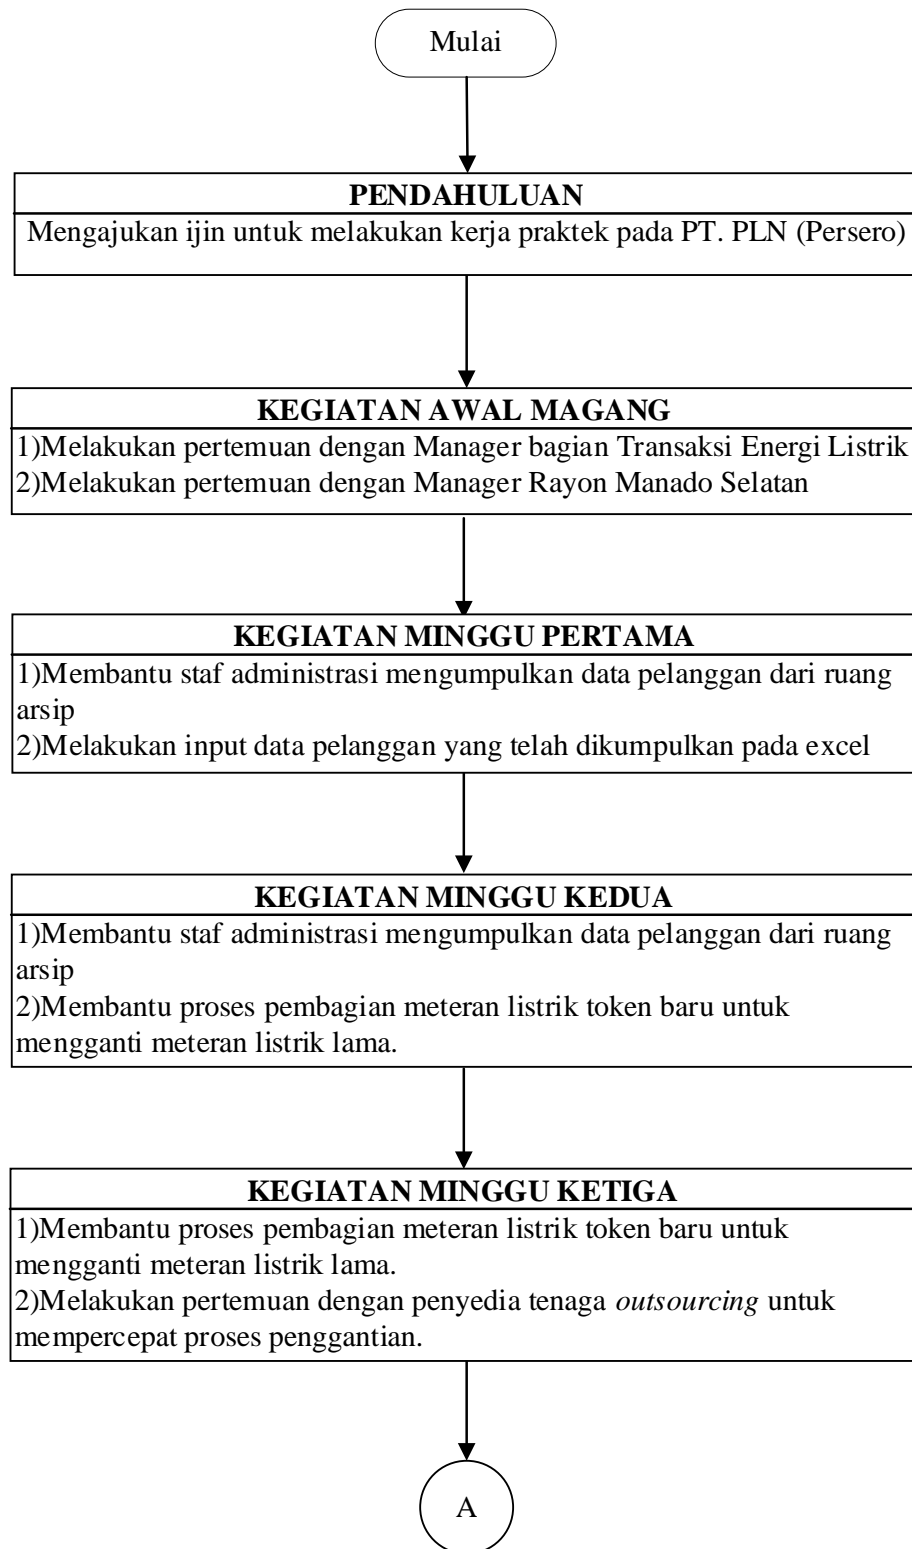 Mulai
PENDAHULUAN
Mengajukan ijin untuk melakukan kerja praktek pada PT. PLN (Persero)
KEGIATAN AWAL MAGANG
1)Melakukan pertemuan dengan Manager bagian Transaksi Energi Listrik
2)Melakukan pertemuan dengan Manager Rayon Manado Selatan
KEGIATAN MINGGU PERTAMA
1)Membantu staf administrasi mengumpulkan data pelanggan dari ruang
arsip
2)Melakukan input data pelanggan yang telah dikumpulkan pada excel
KEGIATAN MINGGU KEDUA
1)Membantu staf administrasi mengumpulkan data pelanggan dari ruang
arsip
2)Membantu proses pembagian meteran listrik token baru untuk
mengganti meteran listrik lama.
KEGIATAN MINGGU KETIGA
1)Membantu proses pembagian meteran listrik token baru untuk
mengganti meteran listrik lama.
2)Melakukan pertemuan dengan penyedia tenaga outsourcing untuk
mempercepat proses penggantian.
A